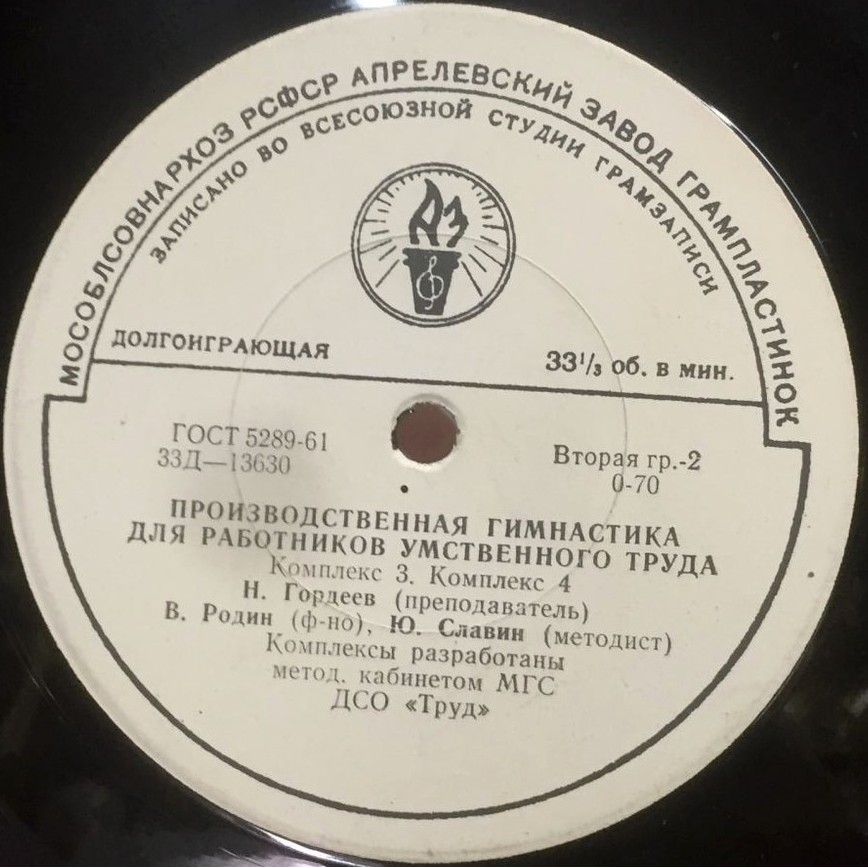 МОСОБЛСОВНАРХОЗ РСФСР АПРЕЛЕВСКИЙ ЗАВОД ГРАМПЛАСТИНОК
ЗАПИСАНО ВО ВСЕСОЮЗНОЙ СТУДИИ ГРАМЗАПИСИ
АЗ
ДОЛГОИГРАЮЩАЯ
33¹/₃ об. в мин.
ГОСТ 5289-61
33Д—13630
Вторая гр.-2
0-70
ПРОИЗВОДСТВЕННАЯ ГИМНАСТИКА
ДЛЯ РАБОТНИКОВ УМСТВЕННОГО ТРУДА
Комплекс 3. Комплекс 4
Н. Гордеев (преподаватель)
В. Родин (ф-но), Ю. Славин (методист)
Комплексы разработаны
метод. кабинетом МГС
ДСО «Труд»